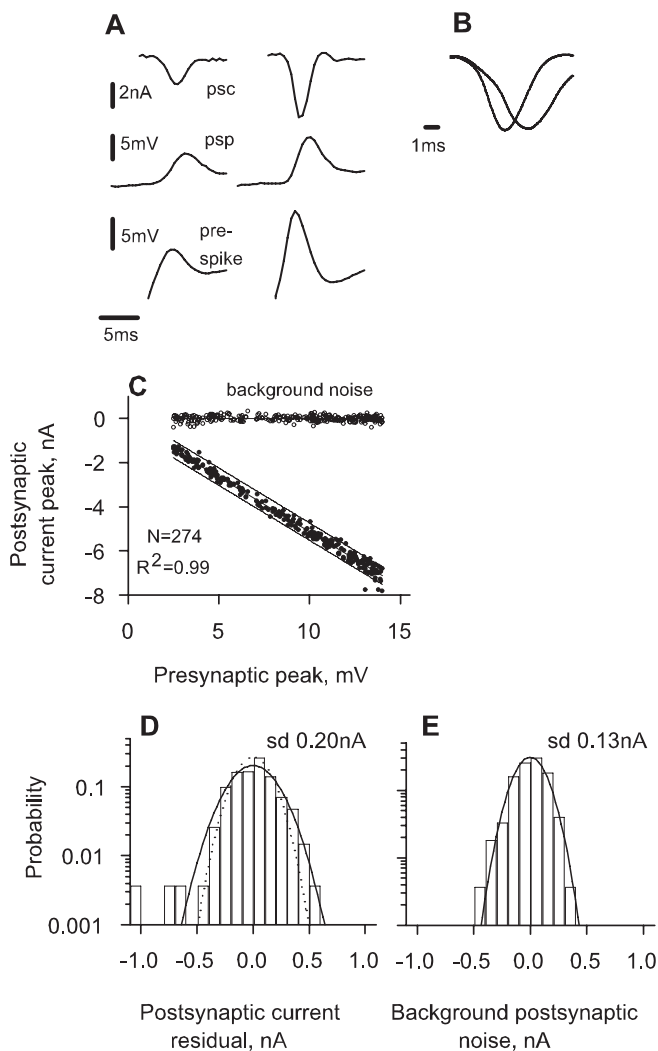 A
B
2nA
psc
5mV
psp
1ms
5mV
pre-
spike
5ms
C
background noise
0
-2
-4
-6
-8
Postsynaptic
current peak, nA
N=274
R²=0.99
0
5
10
15
Presynaptic peak, mV
D
sd 0.20nA
E
sd 0.13nA
Probability
0.1
0.01
0.001
-1.0
-0.5
0.0
0.5
1.0
-1.0
-0.5
0.0
0.5
1.0
Postsynaptic current
residual, nA
Background postsynaptic
noise, nA